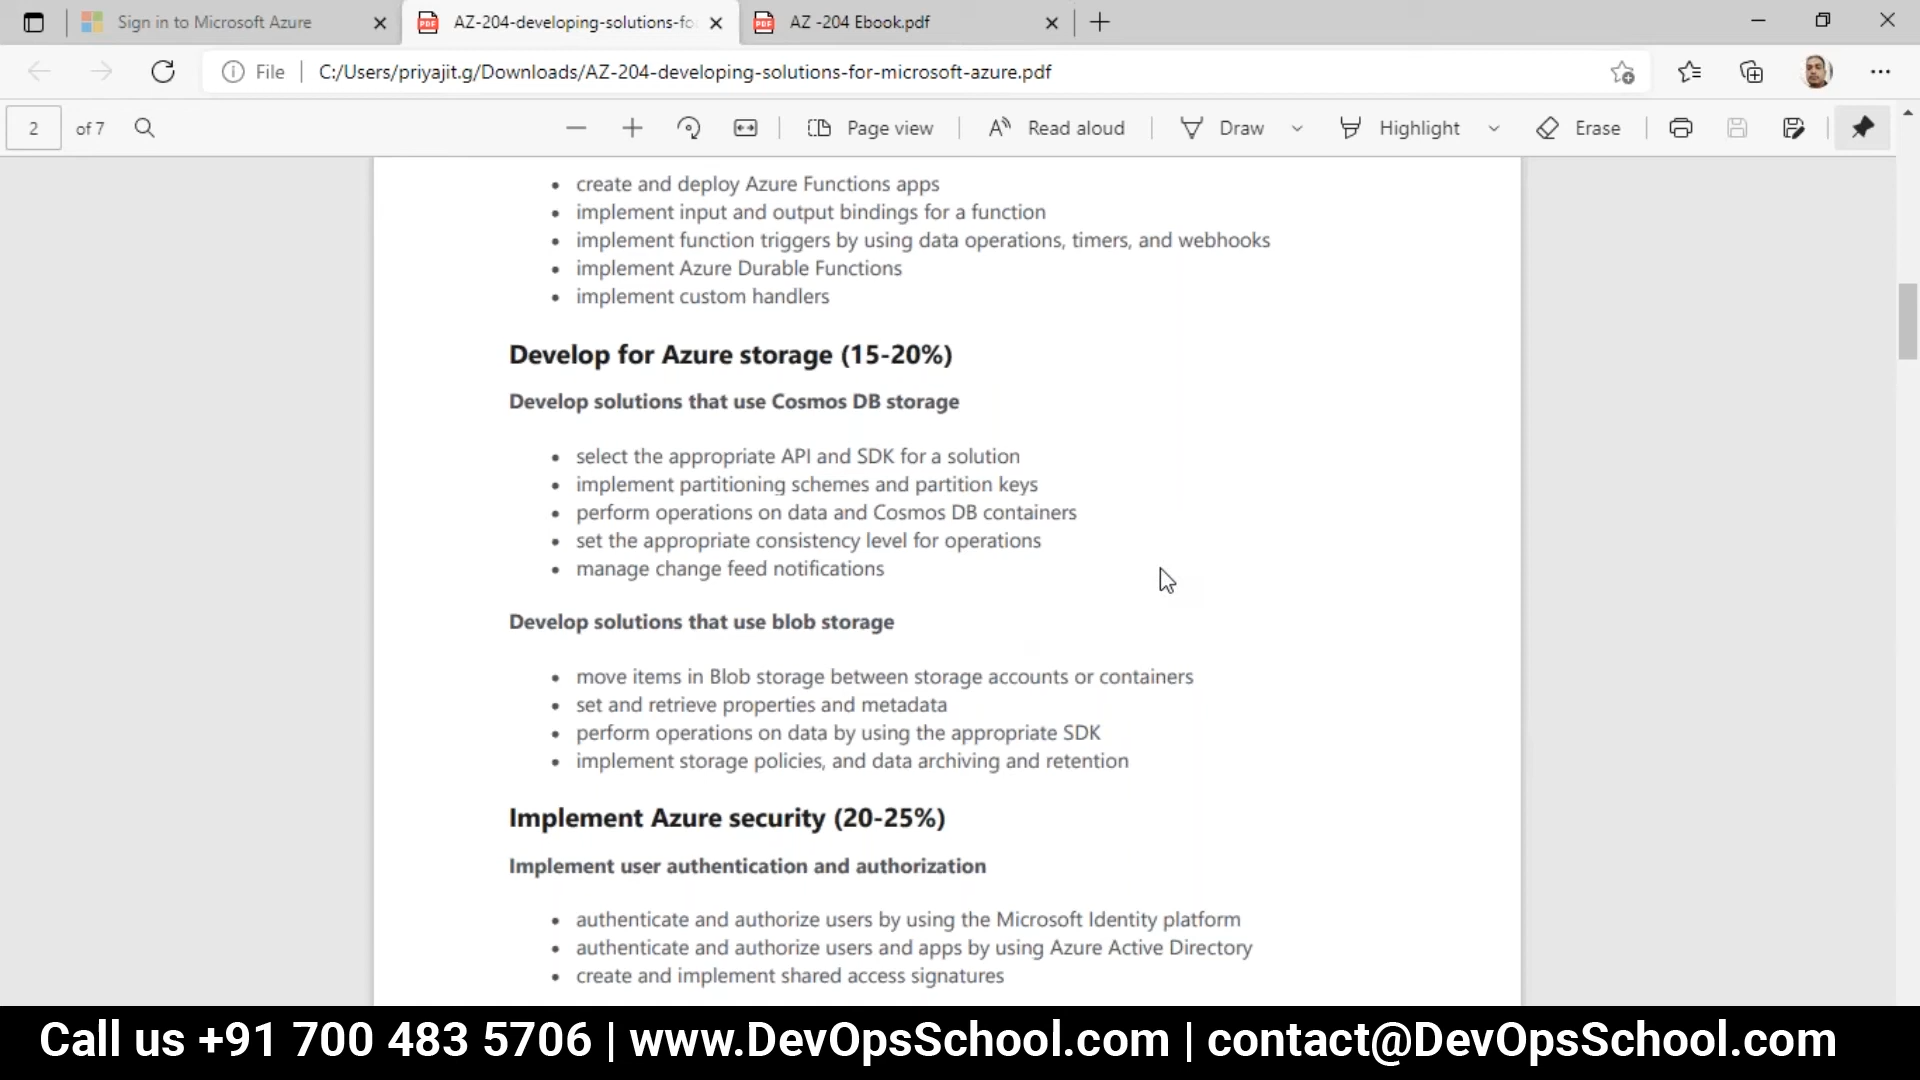 Sign in to Microsoft Azure
AZ-204-developing-solutions-fo
AZ -204 Ebook.pdf
File
C:/Users/priyajit.g/Downloads/AZ-204-developing-solutions-for-microsoft-azure.pdf
2 of 7
Page view
Read aloud
Draw
Highlight
Erase
• create and deploy Azure Functions apps
• implement input and output bindings for a function
• implement function triggers by using data operations, timers, and webhooks
• implement Azure Durable Functions
• implement custom handlers
Develop for Azure storage (15-20%)
Develop solutions that use Cosmos DB storage
• select the appropriate API and SDK for a solution
• implement partitioning schemes and partition keys
• perform operations on data and Cosmos DB containers
• set the appropriate consistency level for operations
• manage change feed notifications
Develop solutions that use blob storage
• move items in Blob storage between storage accounts or containers
• set and retrieve properties and metadata
• perform operations on data by using the appropriate SDK
• implement storage policies, and data archiving and retention
Implement Azure security (20-25%)
Implement user authentication and authorization
• authenticate and authorize users by using the Microsoft Identity platform
• authenticate and authorize users and apps by using Azure Active Directory
• create and implement shared access signatures
Call us +91 700 483 5706 | www.DevOpsSchool.com | contact@DevOpsSchool.com